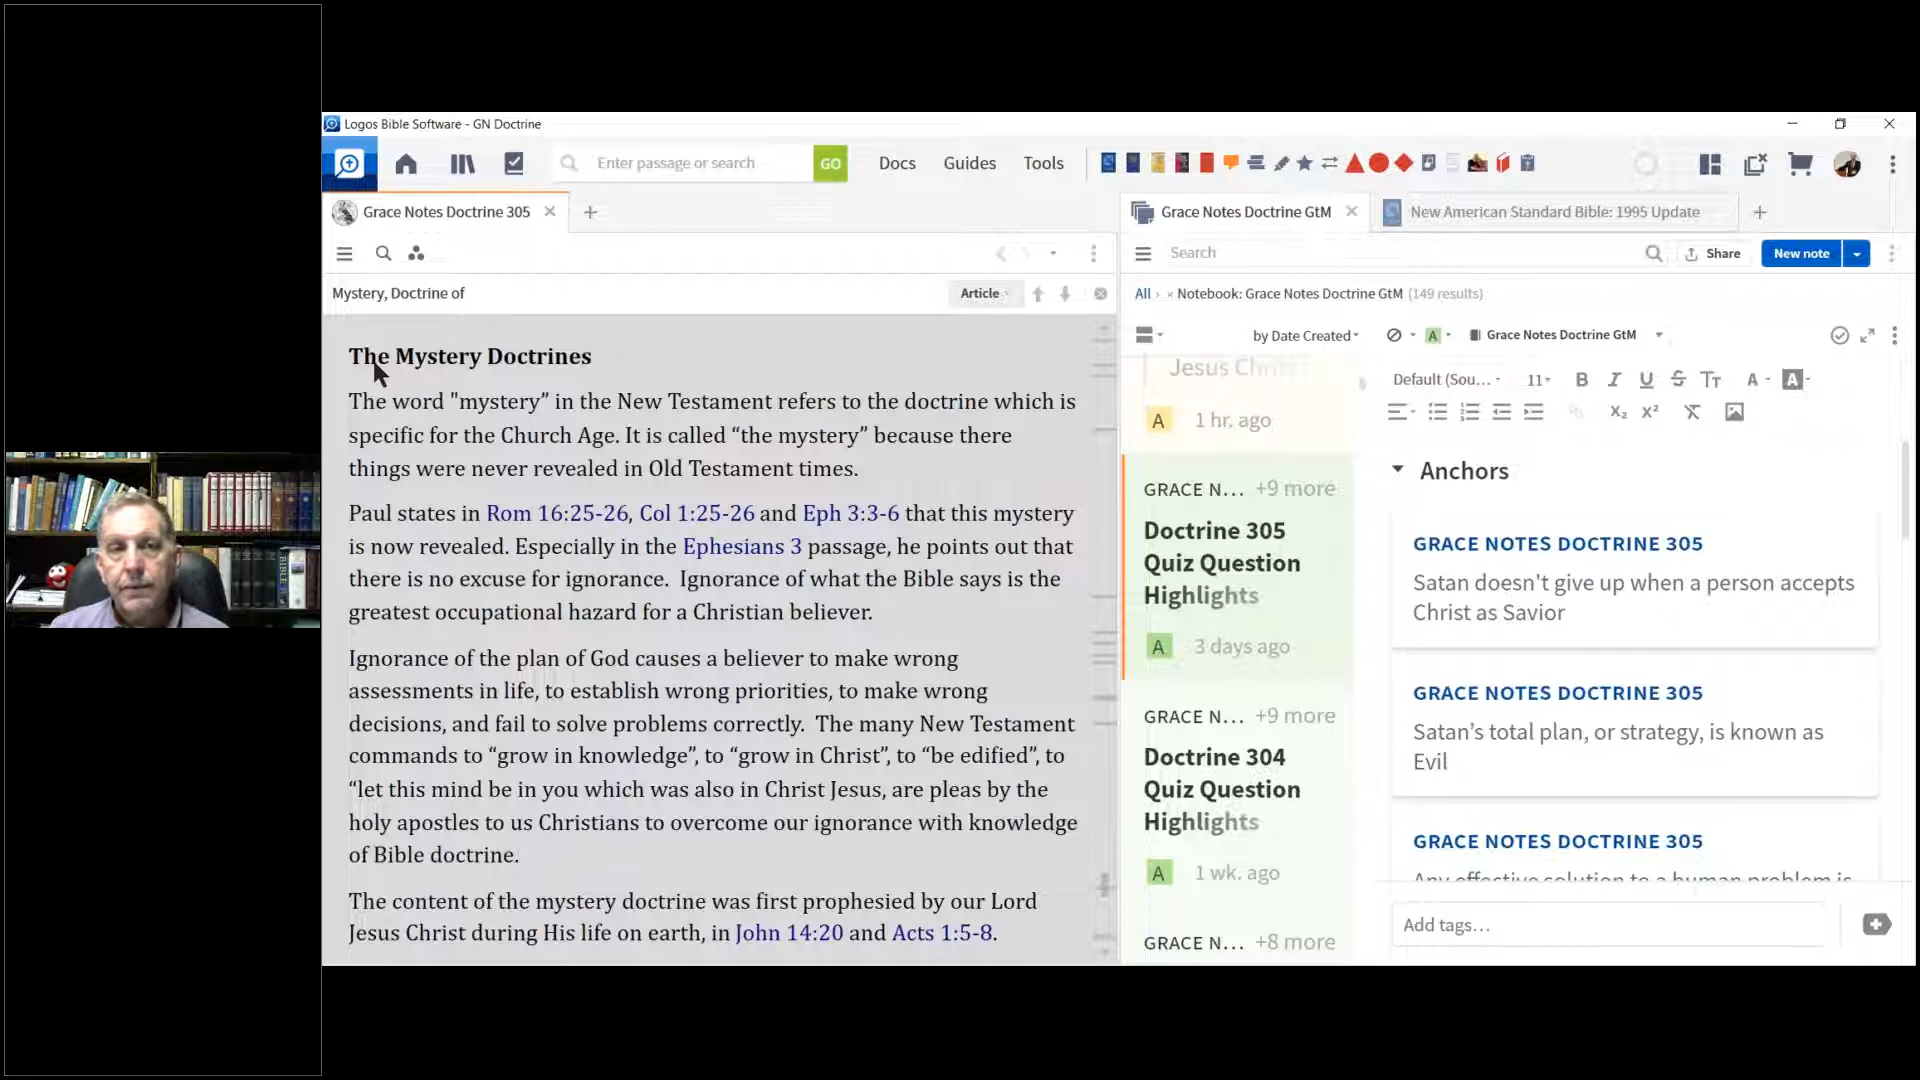 Logos Bible Software - GN Doctrine
Enter passage or search
GO
Docs
Guides
Tools
Grace Notes Doctrine 305
Mystery, Doctrine of
Article
The Mystery Doctrines
The word "mystery” in the New Testament refers to the doctrine which is
specific for the Church Age. It is called “the mystery” because there
things were never revealed in Old Testament times.
Paul states in Rom 16:25-26, Col 1:25-26 and Eph 3:3-6 that this mystery
is now revealed. Especially in the Ephesians 3 passage, he points out that
there is no excuse for ignorance.  Ignorance of what the Bible says is the
greatest occupational hazard for a Christian believer.
Ignorance of the plan of God causes a believer to make wrong
assessments in life, to establish wrong priorities, to make wrong
decisions, and fail to solve problems correctly.  The many New Testament
commands to “grow in knowledge”, to “grow in Christ”, to “be edified”, to
“let this mind be in you which was also in Christ Jesus, are pleas by the
holy apostles to us Christians to overcome our ignorance with knowledge
of Bible doctrine.
The content of the mystery doctrine was first prophesied by our Lord
Jesus Christ during His life on earth, in John 14:20 and Acts 1:5-8.
Grace Notes Doctrine GtM
New American Standard Bible: 1995 Update
Search
Share
New note
All › × Notebook: Grace Notes Doctrine GtM (149 results)
by Date Created
A
Grace Notes Doctrine GtM
Jesus Christ
A 1 hr. ago
GRACE N... +9 more
Doctrine 305
Quiz Question
Highlights
A 3 days ago
GRACE N... +9 more
Doctrine 304
Quiz Question
Highlights
A 1 wk. ago
GRACE N... +8 more
Default (Sou... 11 B I U S Tт A A
X₂ X²
Anchors
GRACE NOTES DOCTRINE 305
Satan doesn't give up when a person accepts
Christ as Savior
GRACE NOTES DOCTRINE 305
Satan’s total plan, or strategy, is known as
Evil
GRACE NOTES DOCTRINE 305
Any effective solution to a human problem is
Add tags...